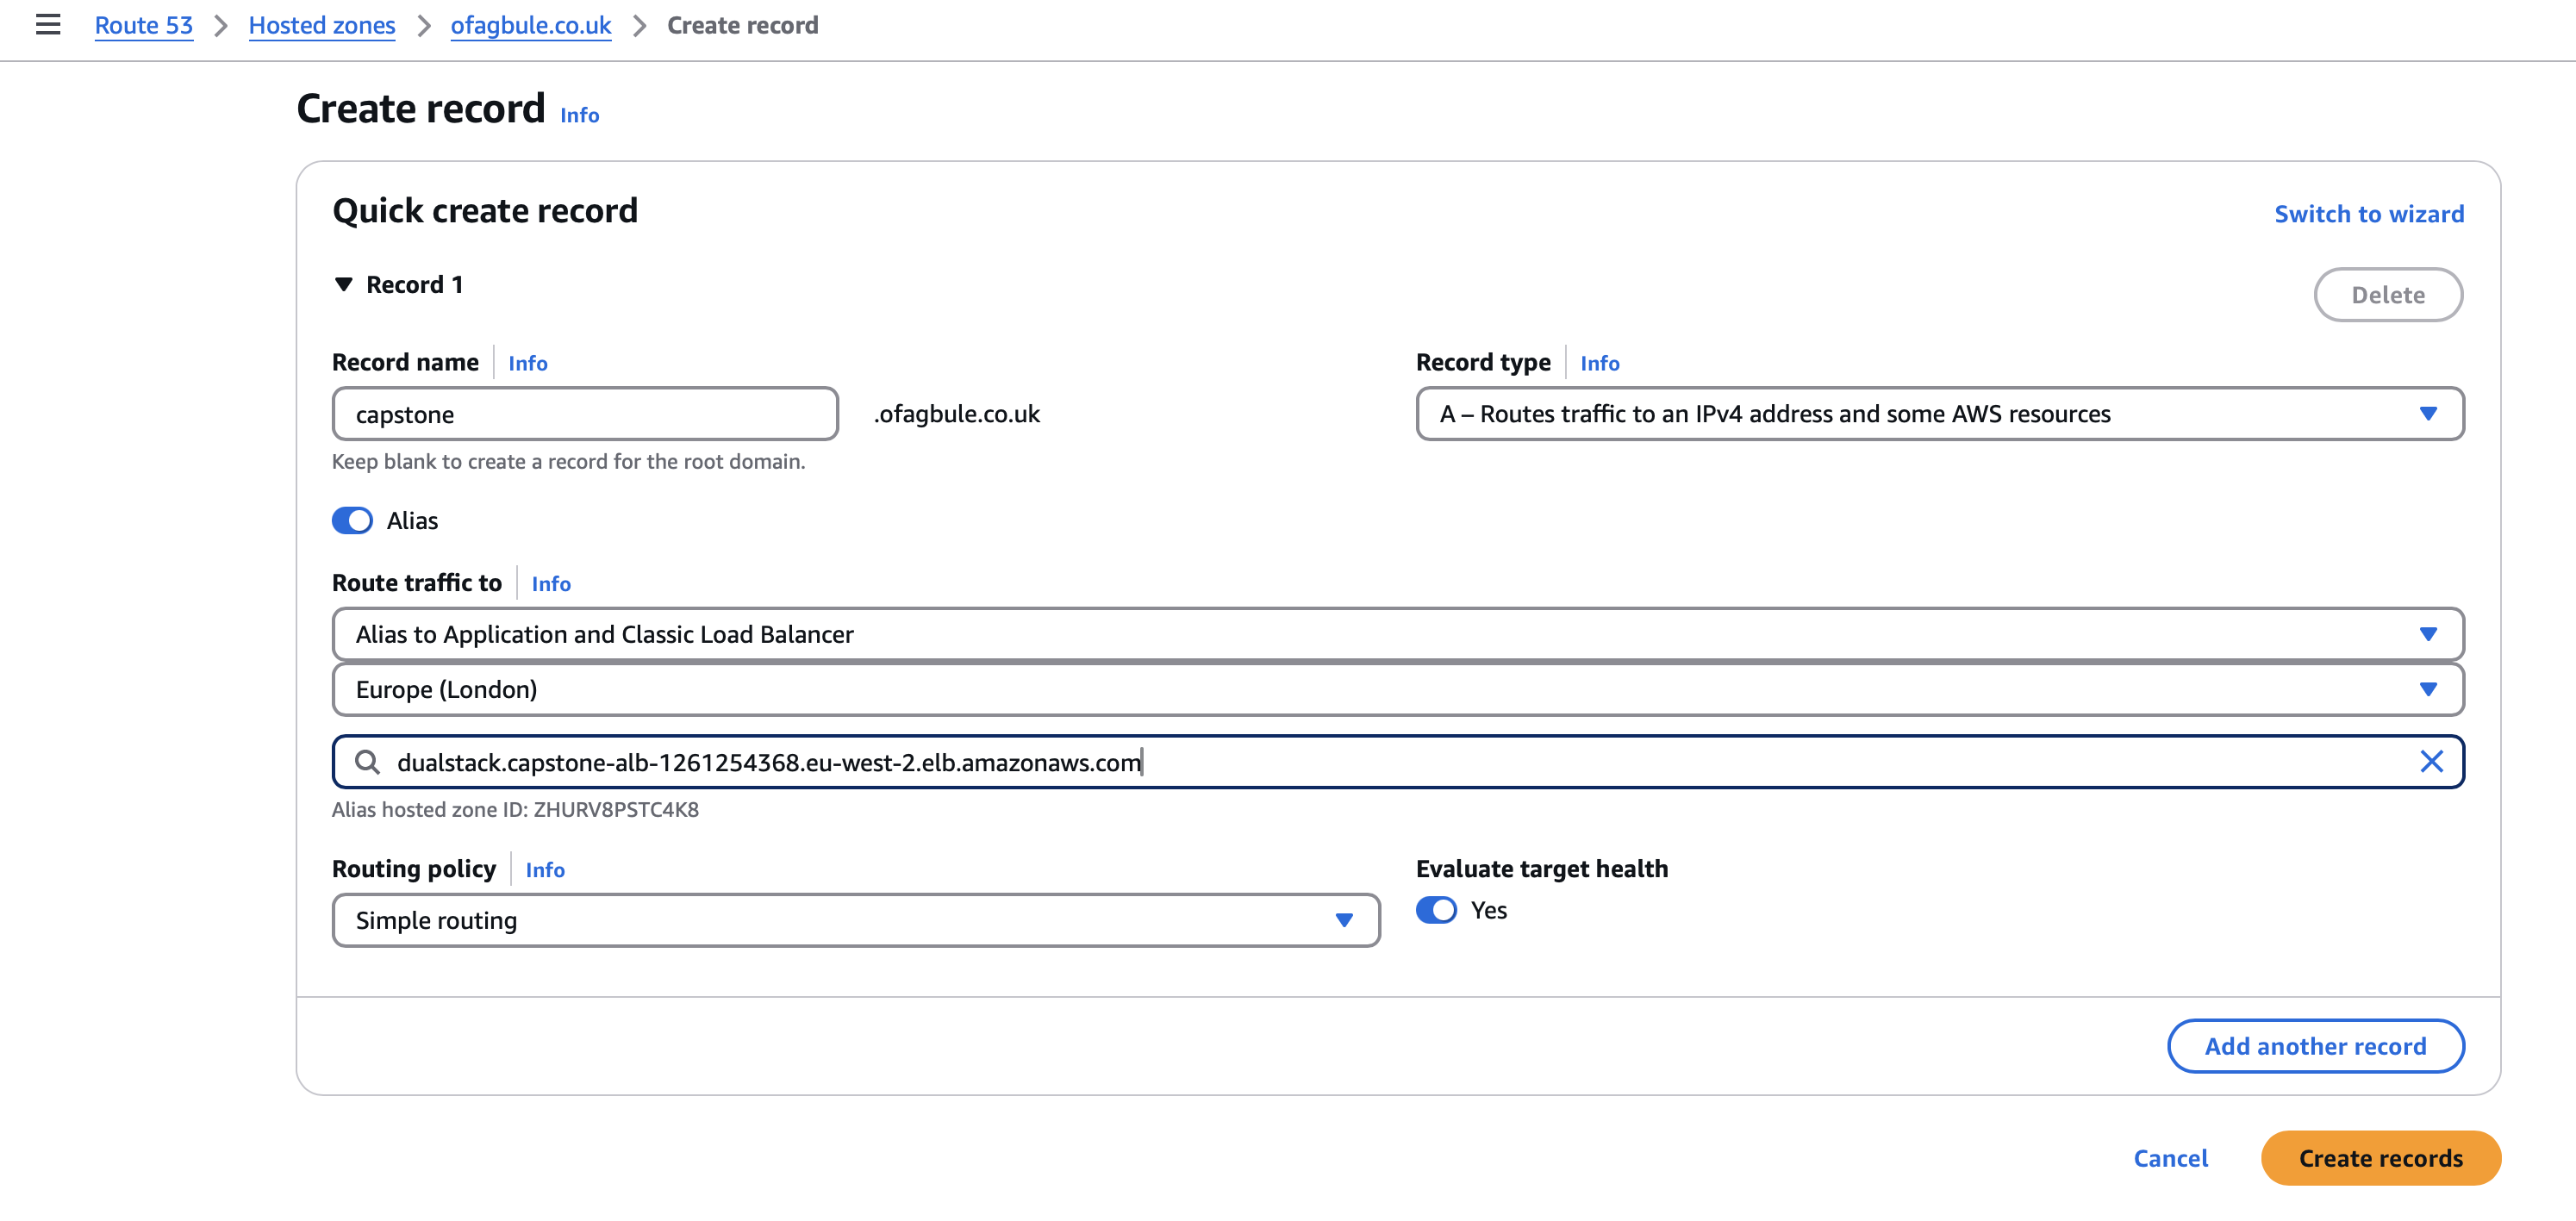 Route 53 > Hosted zones > ofagbule.co.uk > Create record
Create record Info
Quick create record
Switch to wizard
Record 1
Delete
Record name Info
Record type Info
capstone
.ofagbule.co.uk
A – Routes traffic to an IPv4 address and some AWS resources
Keep blank to create a record for the root domain.
Alias
Route traffic to Info
Alias to Application and Classic Load Balancer
Europe (London)
dualstack.capstone-alb-1261254368.eu-west-2.elb.amazonaws.com
Alias hosted zone ID: ZHURV8PSTC4K8
Routing policy Info
Evaluate target health
Simple routing
Yes
Add another record
Cancel
Create records